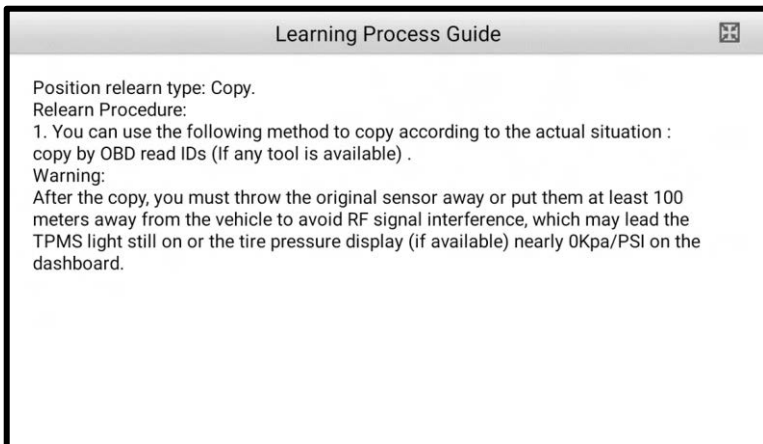 Learning Process Guide
Position relearn type: Copy.
Relearn Procedure:
1. You can use the following method to copy according to the actual situation :
copy by OBD read IDs (If any tool is available) .
Warning:
After the copy, you must throw the original sensor away or put them at least 100
meters away from the vehicle to avoid RF signal interference, which may lead the
TPMS light still on or the tire pressure display (if available) nearly 0Kpa/PSI on the
dashboard.